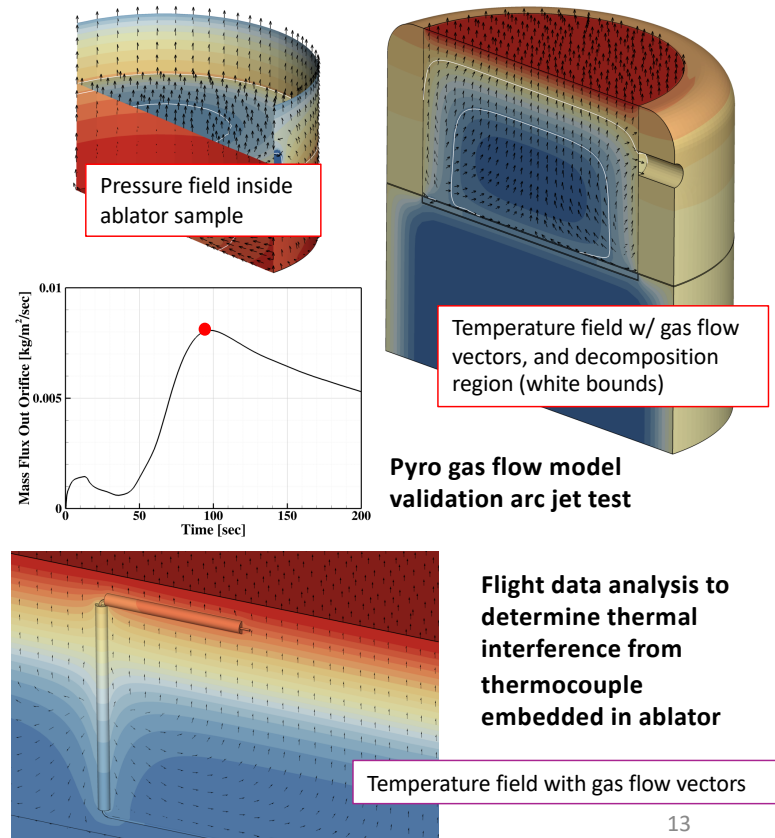 Pressure field inside
ablator sample
Temperature field w/ gas flow
vectors, and decomposition
region (white bounds)
Mass Flux Out Orifice [kg/m²/sec]
0.01
0.005
0
0
50
100
150
200
Time [sec]
Pyro gas flow model
validation arc jet test
Flight data analysis to
determine thermal
interference from
thermocouple
embedded in ablator
Temperature field with gas flow vectors
13